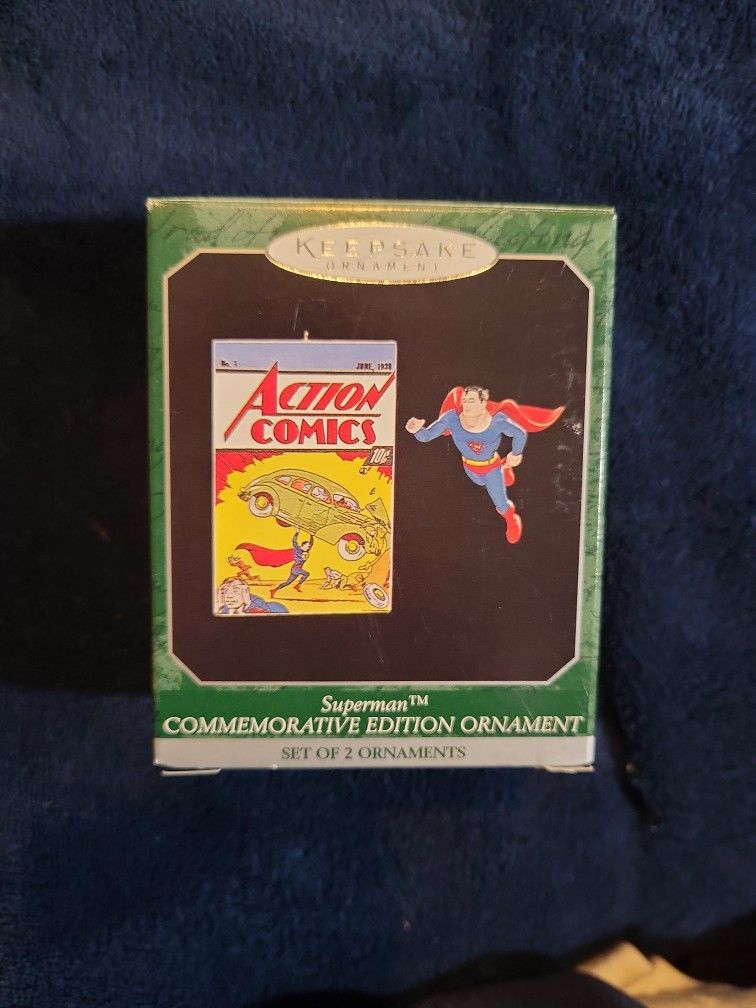 KEEPSAKE
ORNAMENT
No. 1 JUNE, 1938
ACTION
COMICS
10¢
Superman™
COMMEMORATIVE EDITION ORNAMENT
SET OF 2 ORNAMENTS